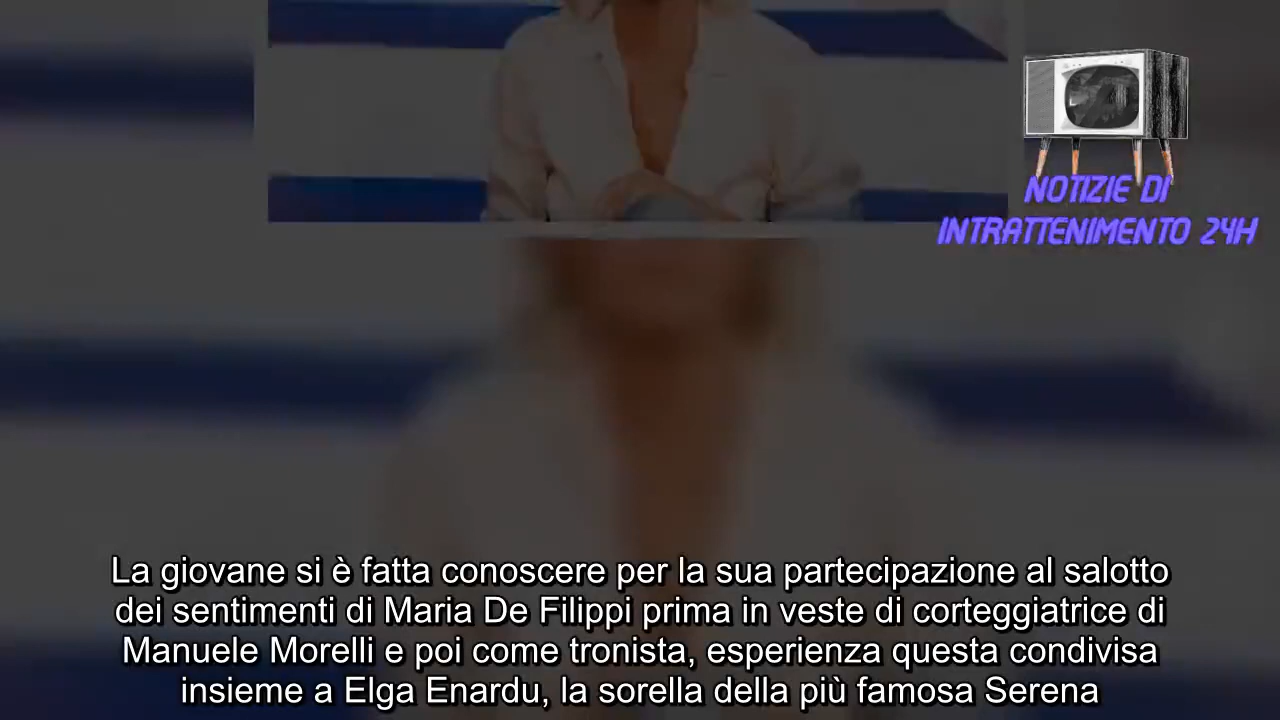 NOTIZIE DI
INTRATTENIMENTO 24H
La giovane si è fatta conoscere per la sua partecipazione al salotto
dei sentimenti di Maria De Filippi prima in veste di corteggiatrice di
Manuele Morelli e poi come tronista, esperienza questa condivisa
insieme a Elga Enardu, la sorella della più famosa Serena